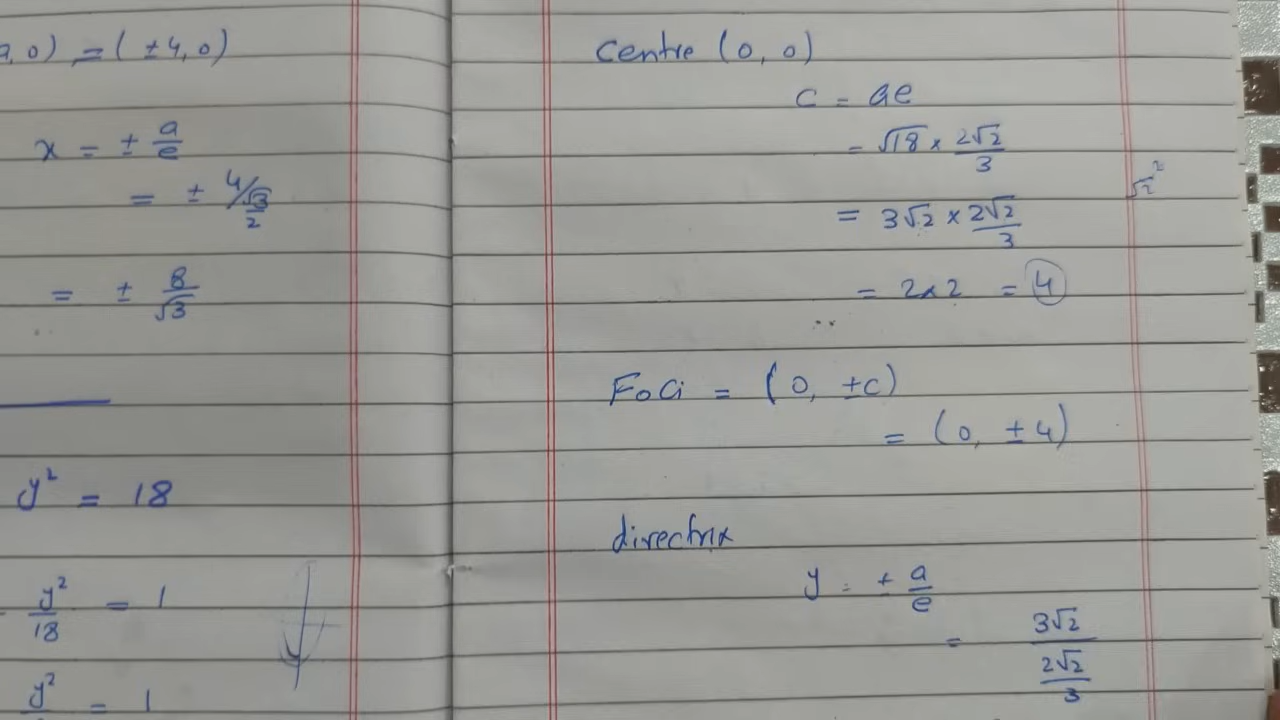 a, 0) = ( ±4, 0)
x = ± a/e
= ± 4/(√3/2)
= ± 8/√3
y² = 18
y²/18 = 1
y² = 1
Centre (0, 0)
c = ae
= √18 × 2√2/3
= 3√2 × 2√2/3
√2²
= 2×2 = 4
Foci = (0, ±c)
= (0, ±4)
directrix
y = ± a/e
= 3√2/(2√2/3)